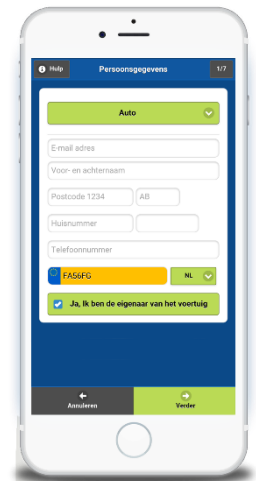 Hulp Persoonsgegevens 1/7
Auto
E-mail adres
Voor- en achternaam
Postcode 1234 AB
Huisnummer
Telefoonnummer
FA56FG NL
Ja, Ik ben de eigenaar van het voertuig
Annuleren Verder